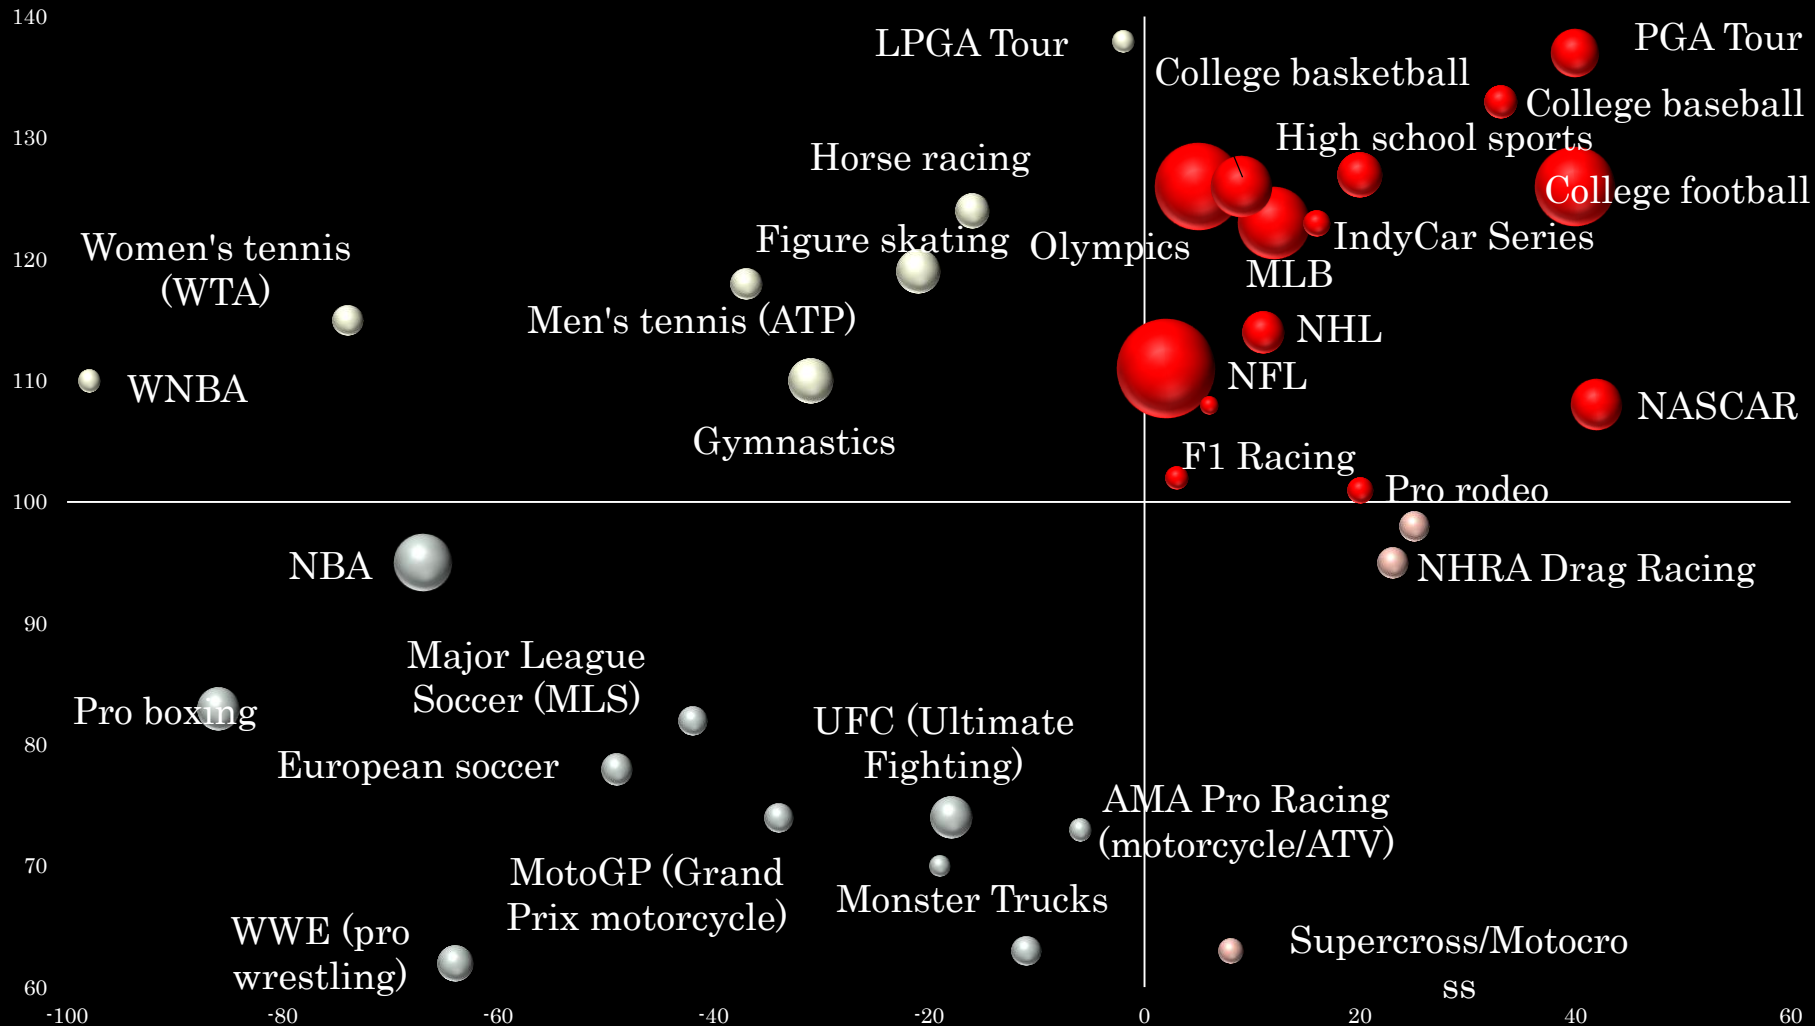 140
LPGA Tour
PGA Tour
College basketball
College baseball
130
High school sports
Horse racing
College football
Figure skating
Olympics
IndyCar Series
120
Women's tennis
(WTA)
MLB
Men's tennis (ATP)
NHL
110
WNBA
NFL
NASCAR
Gymnastics
F1 Racing
100
Pro rodeo
NBA
NHRA Drag Racing
90
Major League
Soccer (MLS)
Pro boxing
UFC (Ultimate
Fighting)
80
European soccer
AMA Pro Racing
(motorcycle/ATV)
70
MotoGP (Grand
Prix motorcycle)
Monster Trucks
WWE (pro
wrestling)
Supercross/Motocro
ss
60
-100
-80
-60
-40
-20
0
20
40
60